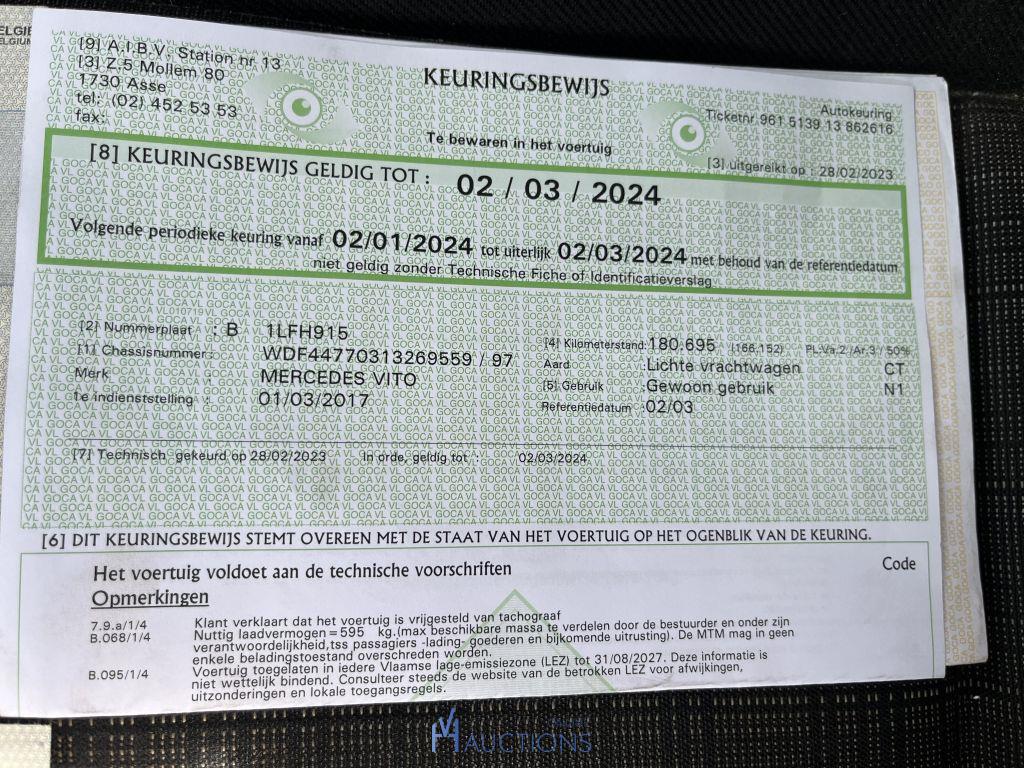 [9] A.I.B.V. Station nr 13
[3] Z.5 Mollem 80
1730 Asse
tel: (02) 452 53 53
fax:
KEURINGSBEWIJS
Te bewaren in het voertuig
Autokeuring
Ticketnr 961 5139 13 862616
[3] uitgereikt op : 28/02/2023
[8] KEURINGSBEWIJS GELDIG TOT : 02 / 03 / 2024
Volgende periodieke keuring vanaf 02/01/2024 tot uiterlijk 02/03/2024 met behoud van de referentiedatum
niet geldig zonder Technische Fiche of Identificatieverslag
[2] Nummerplaat : B 1LFH915
[1] Chassisnummer: WDF44770313269559 / 97
Merk MERCEDES VITO
1e indienststelling : 01/03/2017
[4] Kilometerstand: 180.695 (166.152) PL:Va:2 /Ar:3 / 50%
Aard :Lichte vrachtwagen CT
[5] Gebruik :Gewoon gebruik N1
Referentiedatum :02/03
[7] Technisch gekeurd op 28/02/2023 In orde, geldig tot : 02/03/2024
[6] DIT KEURINGSBEWIJS STEMT OVEREEN MET DE STAAT VAN HET VOERTUIG OP HET OGENBLIK VAN DE KEURING.
Het voertuig voldoet aan de technische voorschriften Code
Opmerkingen
7.9.a/1/4 Klant verklaart dat het voertuig is vrijgesteld van tachograaf
B.068/1/4 Nuttig laadvermogen=595 kg.(max beschikbare massa te verdelen door de bestuurder en onder zijn
verantwoordelijkheid,tss passagiers -lading- goederen en bijkomende uitrusting). De MTM mag in geen
enkele beladingstoestand overschreden worden.
B.095/1/4 Voertuig toegelaten in iedere Vlaamse lage-emissiezone (LEZ) tot 31/08/2027. Deze informatie is
niet wettelijk bindend. Consulteer steeds de website van de betrokken LEZ voor afwijkingen,
uitzonderingen en lokale toegangsregels.
AUCTIONS